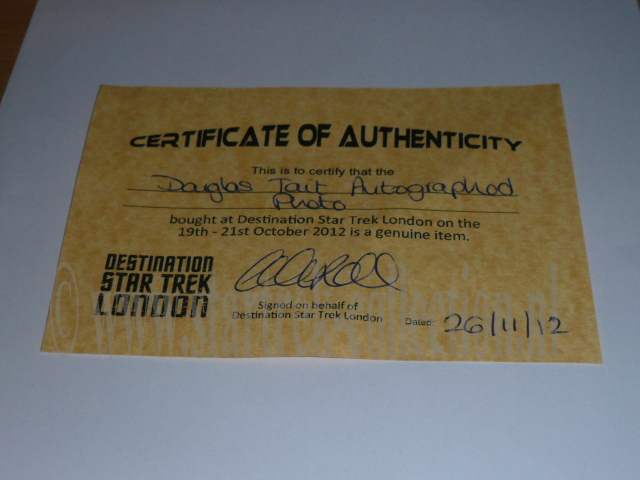 CERTIFICATE OF AUTHENTICITY
This is to certify that the
Douglas Tait Autographed
Photo
bought at Destination Star Trek London on the
19th - 21st October 2012 is a genuine item.
DESTINATION
STAR TREK
LONDON
Signed on behalf of
Destination Star Trek London
Dated: 26/11/12